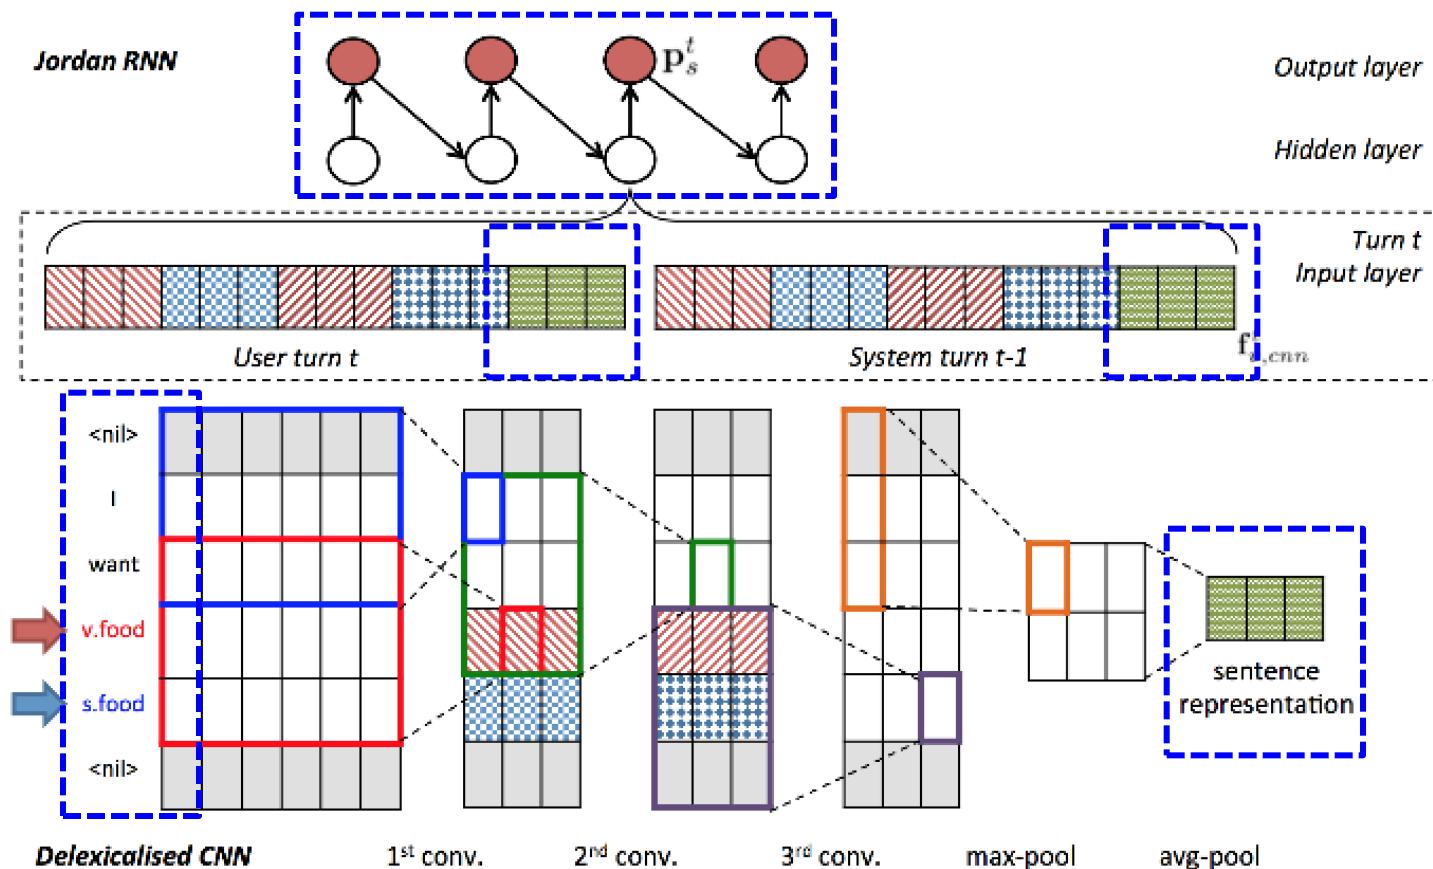 Jordan RNN
p_s^t
Output layer
Hidden layer
Turn t
Input layer
User turn t
System turn t-1
<nil>
I
want
v.food
s.food
<nil>
sentence
representation
Delexicalised CNN
1st conv.
2nd conv.
3rd conv.
max-pool
avg-pool